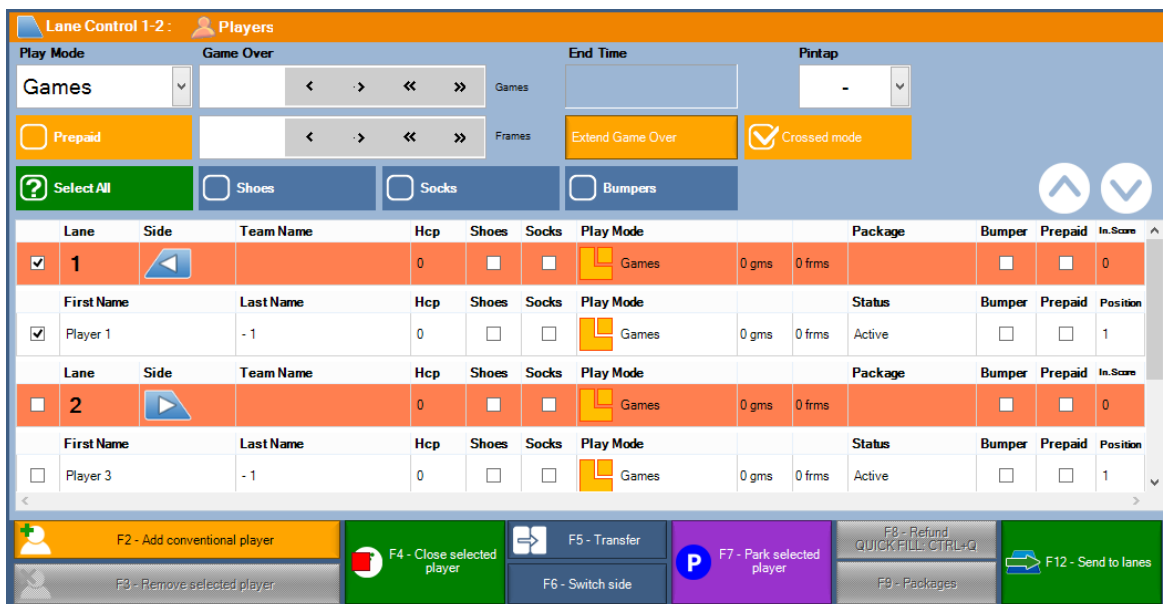 Lane Control 1-2 : Players
Play Mode Game Over End Time Pintap
Games Games -
Prepaid Frames Extend Game Over Crossed mode
Select All Shoes Socks Bumpers
Lane Side Team Name Hcp Shoes Socks Play Mode Package Bumper Prepaid In.Score
1 0 Games 0 gms 0 frms 0
First Name Last Name Hcp Shoes Socks Play Mode Status Bumper Prepaid Position
Player 1 - 1 0 Games 0 gms 0 frms Active 1
Lane Side Team Name Hcp Shoes Socks Play Mode Package Bumper Prepaid In.Score
2 0 Games 0 gms 0 frms 0
First Name Last Name Hcp Shoes Socks Play Mode Status Bumper Prepaid Position
Player 3 - 1 0 Games 0 gms 0 frms Active 1
F2 - Add conventional player
F3 - Remove selected player
F4 - Close selected
player
F5 - Transfer
F6 - Switch side
P
F7 - Park selected
player
F8 - Refund
QUICK FILL: CTRL+Q
F9 - Packages
F12 - Send to lanes